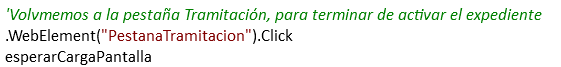 'Volvmemos a la pestaña Tramitación, para terminar de activar el expediente
.WebElement("PestanaTramitacion").Click
esperarCargaPantalla